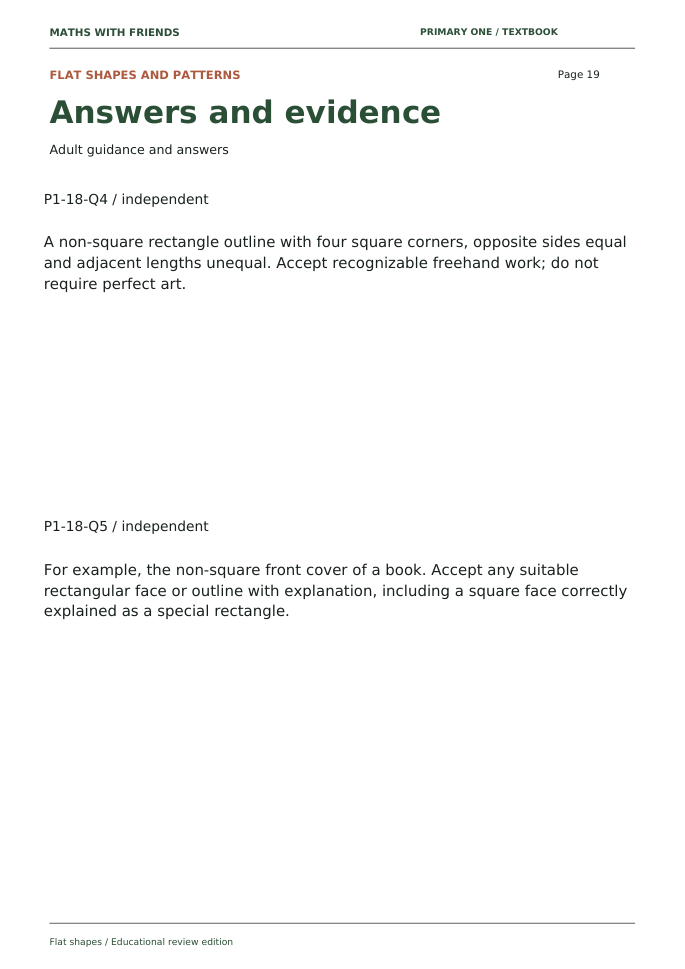 MATHS WITH FRIENDS
PRIMARY ONE / TEXTBOOK
FLAT SHAPES AND PATTERNS
Page 19
Answers and evidence
Adult guidance and answers
P1-18-Q4 / independent
A non-square rectangle outline with four square corners, opposite sides equal
and adjacent lengths unequal. Accept recognizable freehand work; do not
require perfect art.
P1-18-Q5 / independent
For example, the non-square front cover of a book. Accept any suitable
rectangular face or outline with explanation, including a square face correctly
explained as a special rectangle.
Flat shapes / Educational review edition